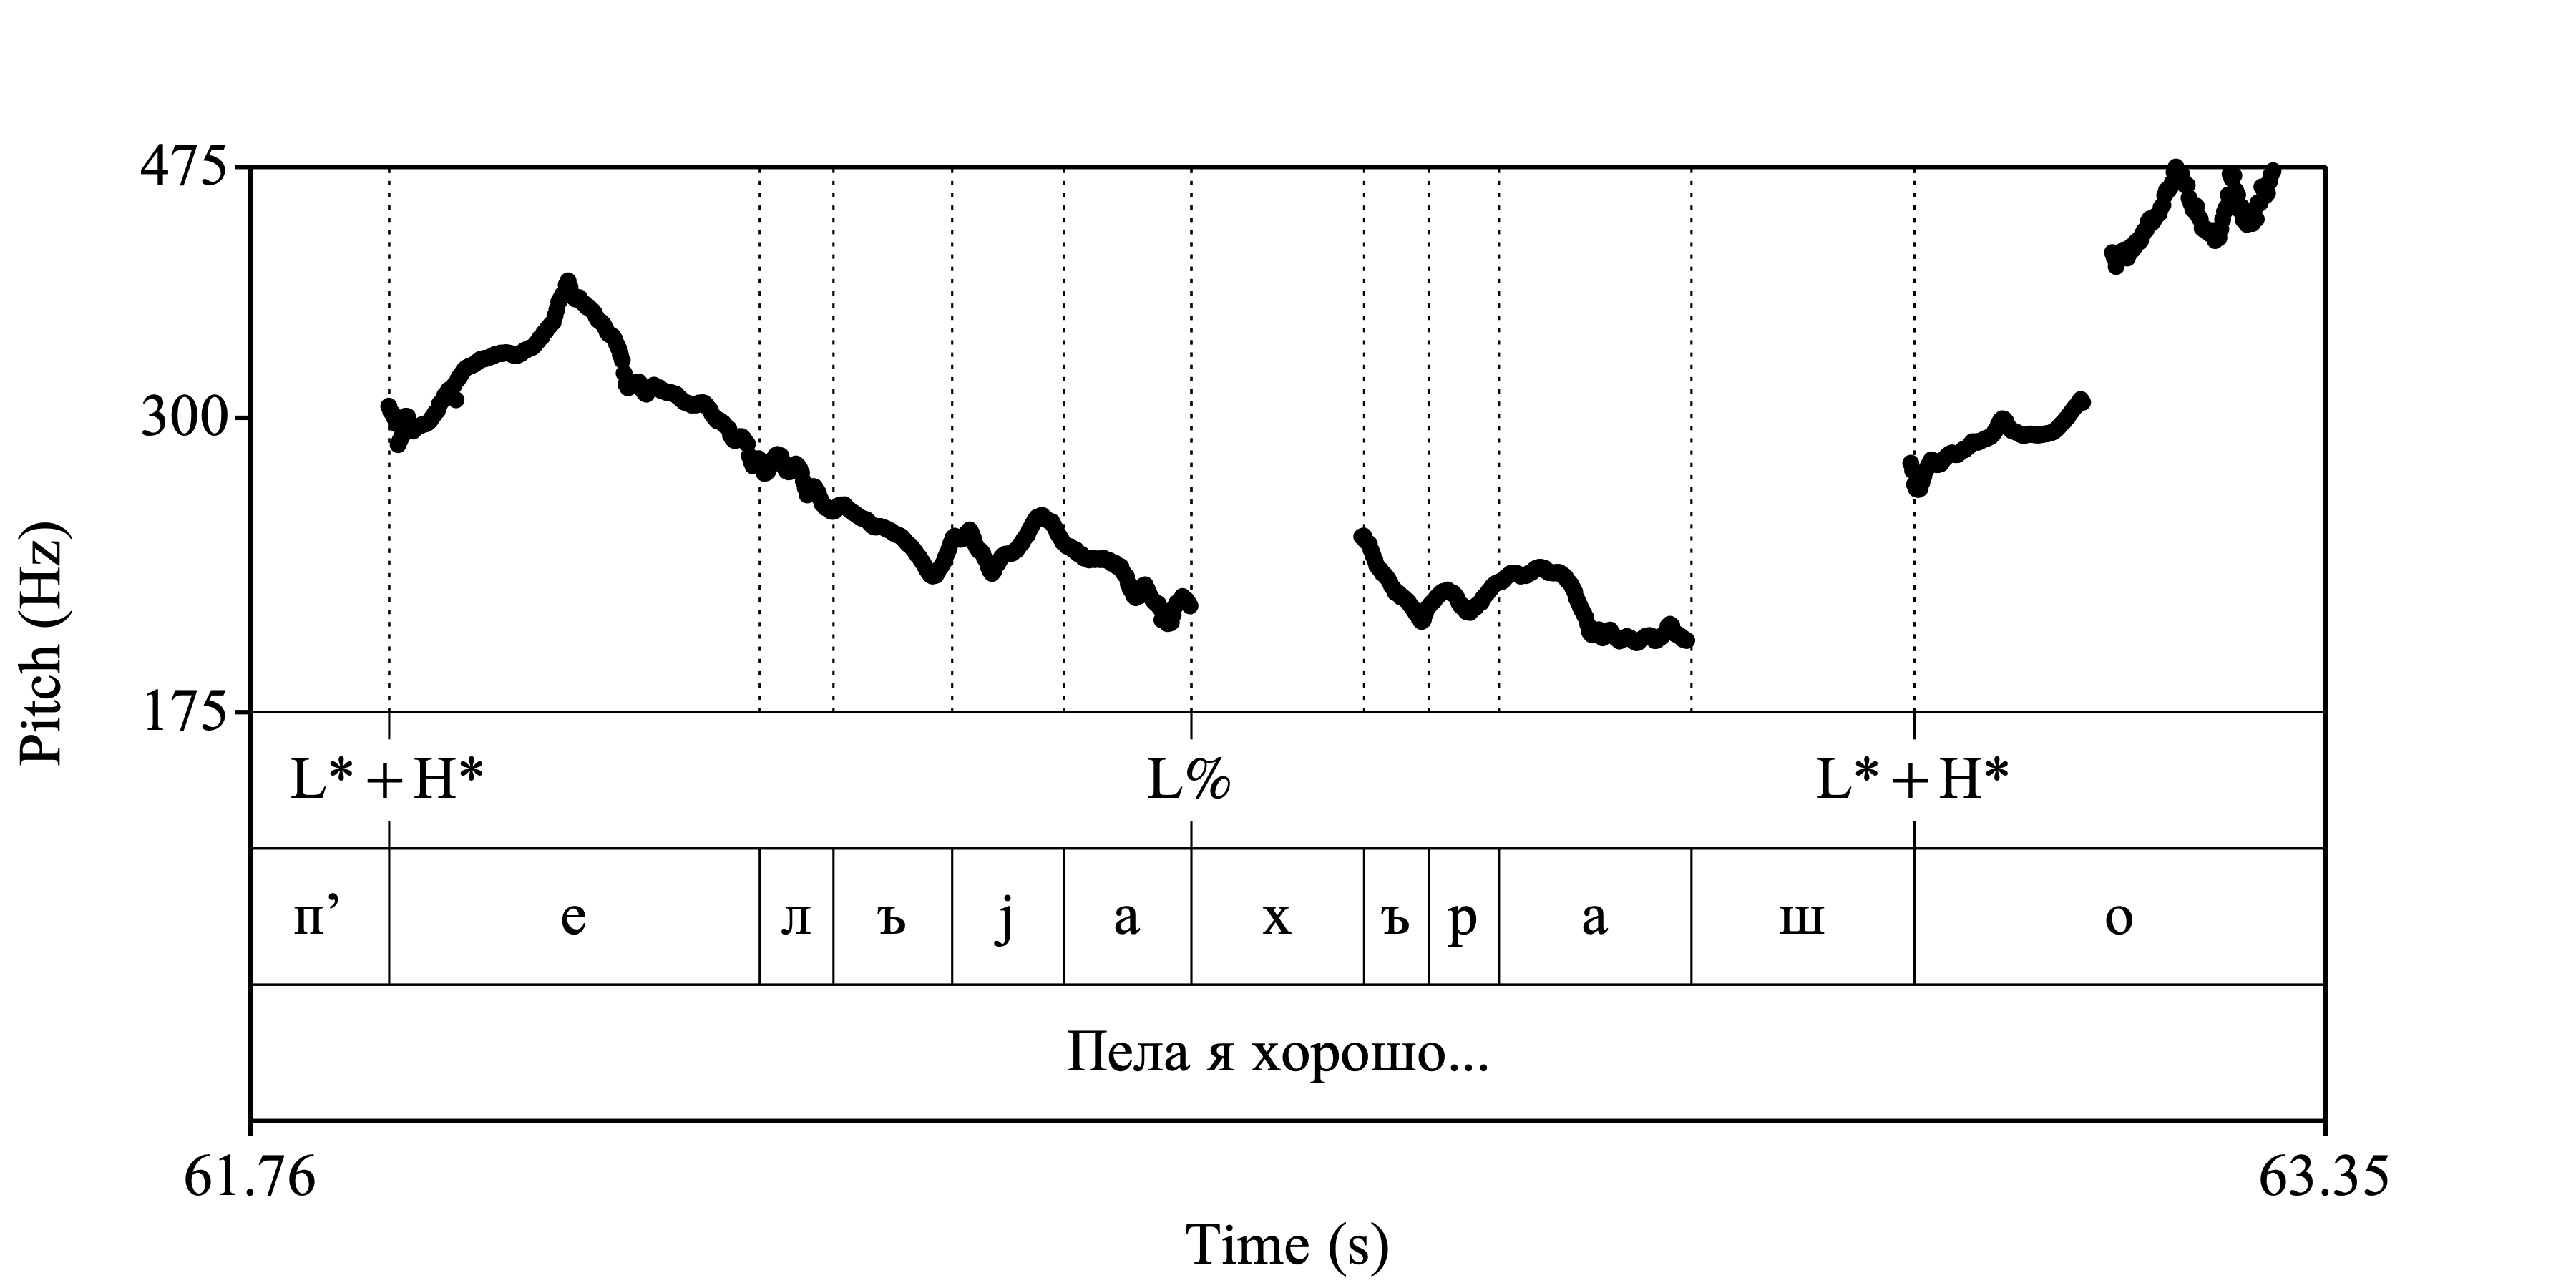 475
300
175
Pitch (Hz)
L* + H* L% L* + H*
п’ е л ъ j а х ъ р а ш о
Пела я хорошо...
61.76 63.35
Time (s)